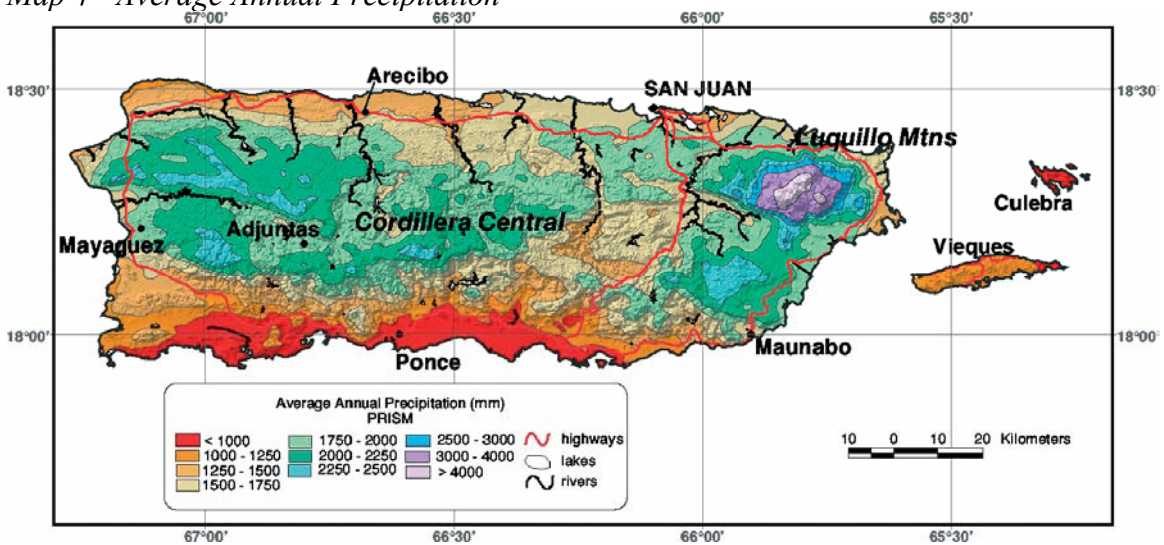 Map 4 Average Annual Precipitation
67°00' 66°30' 66°00' 65°30'
18°30' 18°30'
Arecibo
SAN JUAN
Luquillo Mtns
Culebra
Cordillera Central
Adjuntas
Mayaguez
Vieques
18°00' 18°00'
Ponce
Maunabo
Average Annual Precipitation (mm)
PRISM
< 1000 1750 - 2000 2500 - 3000 highways
1000 - 1250 2000 - 2250 3000 - 4000 lakes
1250 - 1500 2250 - 2500 > 4000 rivers
1500 - 1750
10 0 10 20 Kilometers
67°00' 66°30' 66°00' 65°30'